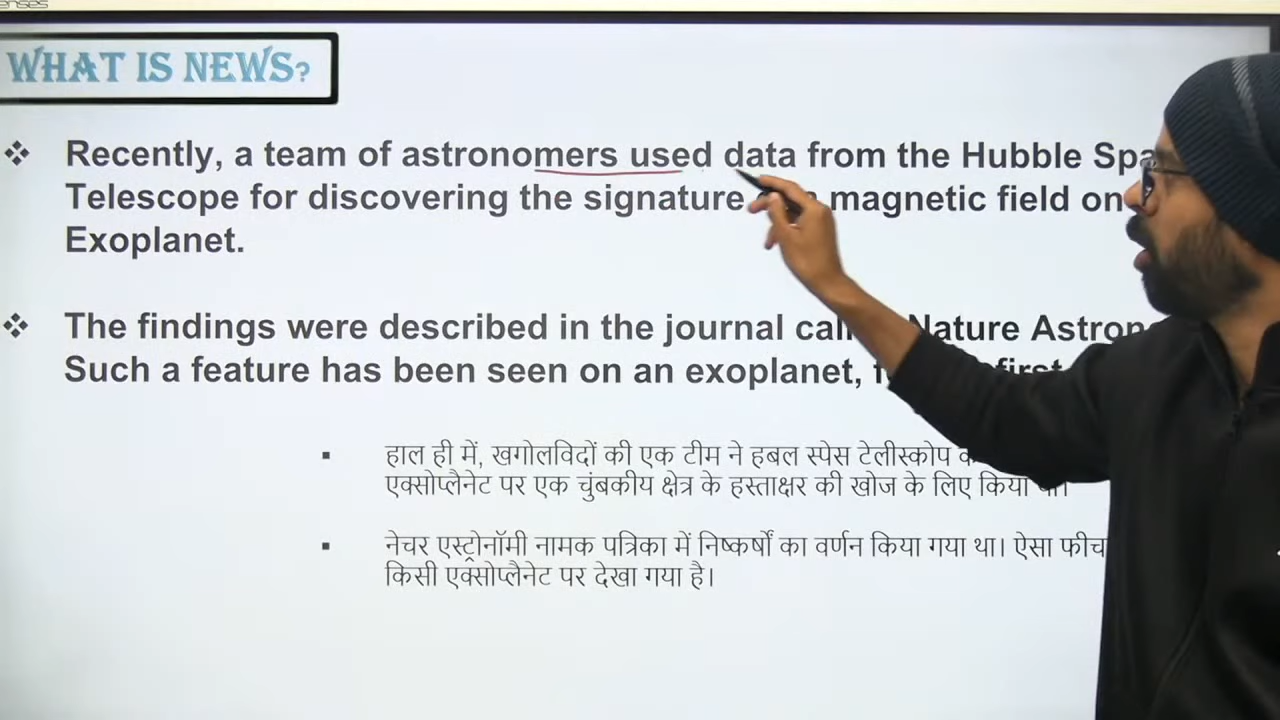 WHAT IS NEWS?
Recently, a team of astronomers used data from the Hubble
Telescope for discovering the signature magnetic field on
Exoplanet.
The findings were described in the journal Nature
Such a feature has been seen on an exoplanet,
हाल ही में, खगोलविदों की एक टीम ने हबल स्पेस टेलीस्कोप
एक्सोप्लैनेट पर एक चुंबकीय क्षेत्र के हस्ताक्षर की खोज के लिए किया
नेचर एस्ट्रोनॉमी नामक पत्रिका में निष्कर्षों का वर्णन किया गया था। ऐसा
किसी एक्सोप्लैनेट पर देखा गया है।